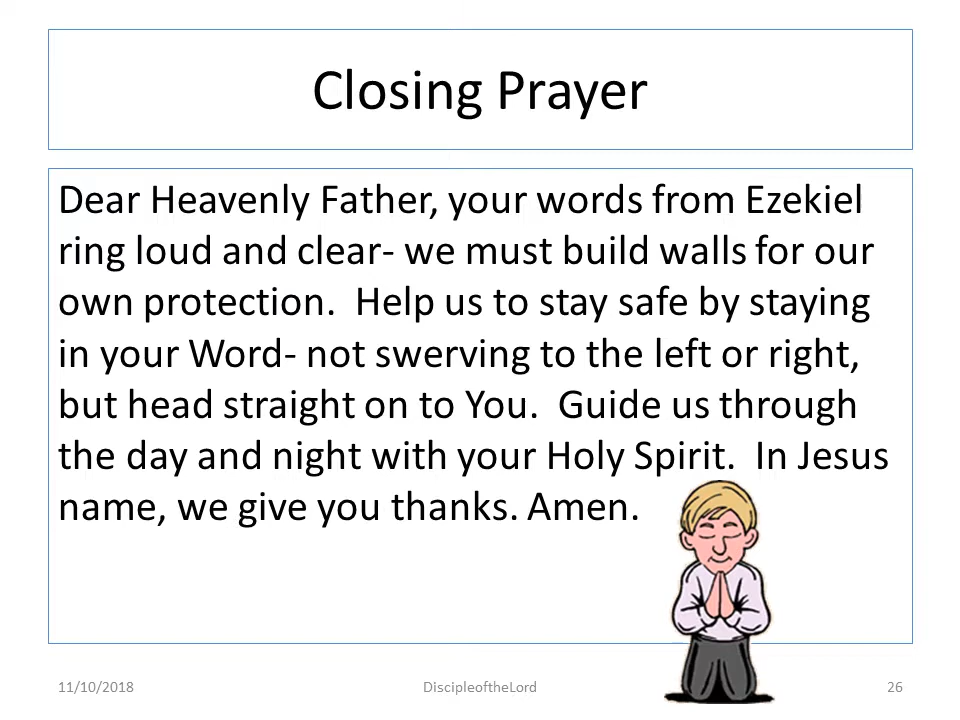 Closing Prayer
Dear Heavenly Father, your words from Ezekiel
ring loud and clear- we must build walls for our
own protection.  Help us to stay safe by staying
in your Word- not swerving to the left or right,
but head straight on to You.  Guide us through
the day and night with your Holy Spirit.  In Jesus
name, we give you thanks. Amen.
11/10/2018
DiscipleoftheLord
26